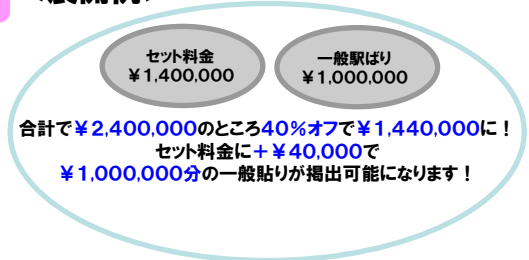 セット料金
¥1,400,000
一般駅ばり
¥1,000,000
合計で¥2,400,000のところ40%オフで¥1,440,000に!
セット料金に+¥40,000で
¥1,000,000分の一般貼りが掲出可能になります!